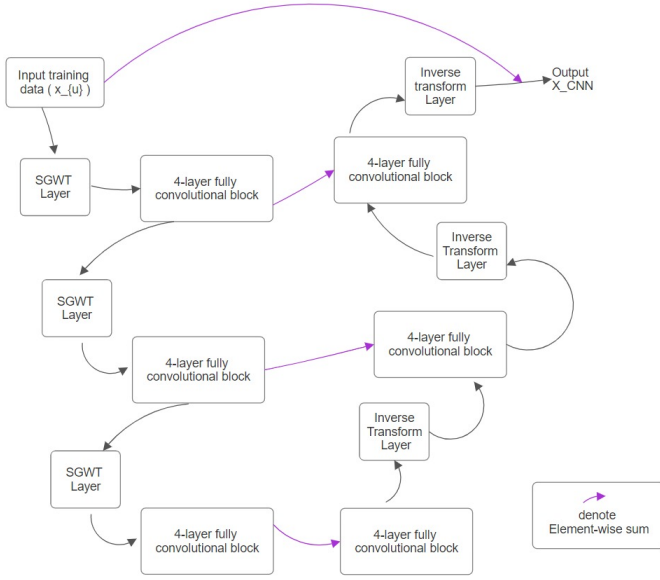 Input training
data ( x_{u} )
Inverse
transform
Layer
Output
X_CNN
SGWT
Layer
4-layer fully
convolutional block
4-layer fully
convolutional block
Inverse
Transform
Layer
SGWT
Layer
4-layer fully
convolutional block
4-layer fully
convolutional block
Inverse
Transform
Layer
SGWT
Layer
4-layer fully
convolutional block
4-layer fully
convolutional block
denote
Element-wise sum